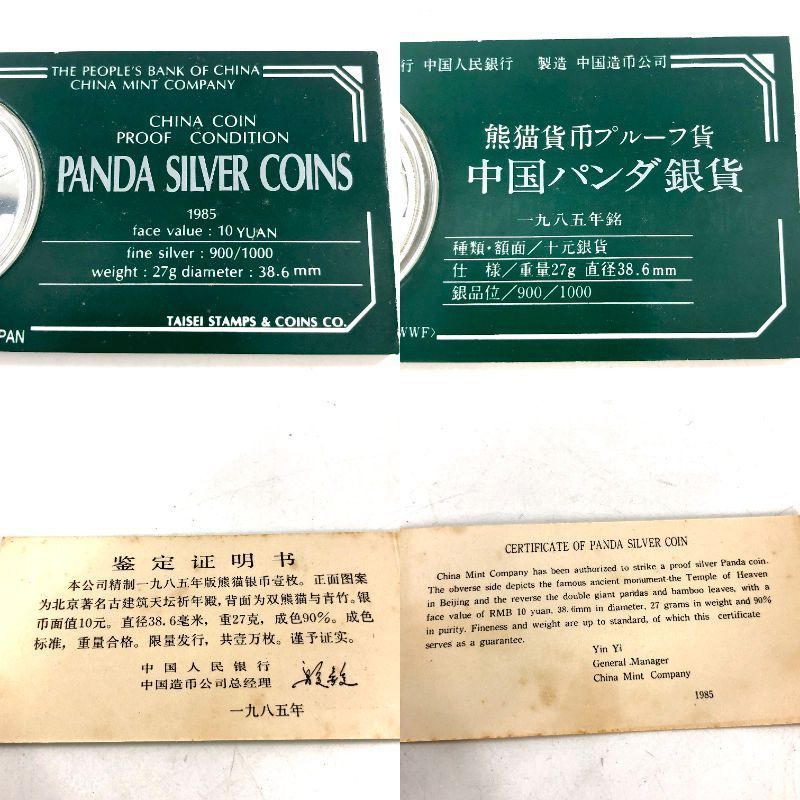 THE PEOPLE'S BANK OF CHINA
CHINA MINT COMPANY
CHINA COIN
PROOF CONDITION
PANDA SILVER COINS
1985
face value : 10 YUAN
fine silver : 900/1000
weight : 27g diameter : 38.6 mm
TAISEI STAMPS & COINS CO.
PAN
行 中国人民銀行 製造 中国造币公司
熊猫貨币プルーフ貨
中国パンダ銀貨
一九八五年銘
種類・額面/十元銀貨
仕 様/重量27g 直径38.6mm
銀品位/900/1000
WWF〉
鉴定证明书
本公司精制一九八五年版熊猫银币壹枚。正面图案
为北京著名古建筑天坛祈年殿,背面为双熊猫与青竹。银
币面值10元。直径38.6毫米,重27克,成色90%。成色
标准,重量合格。限量发行,共壹万枚。谨予证实。
中国人民银行
中国造币公司总经理
一九八五年
CERTIFICATE OF PANDA SILVER COIN
China Mint Company has been authorized to strike a proof silver Panda coin.
The obverse side depicts the famous ancient monument-the Temple of Heaven
in Beijing and the reverse the double giant pandas and bamboo leaves, with a
face value of RMB 10 yuan, 38.6mm in diameter, 27 grams in weight and 90%
in purity. Fineness and weight are up to standard, of which this certificate
serves as a guarantee.
Yin Yi
General Manager
China Mint Company
1985